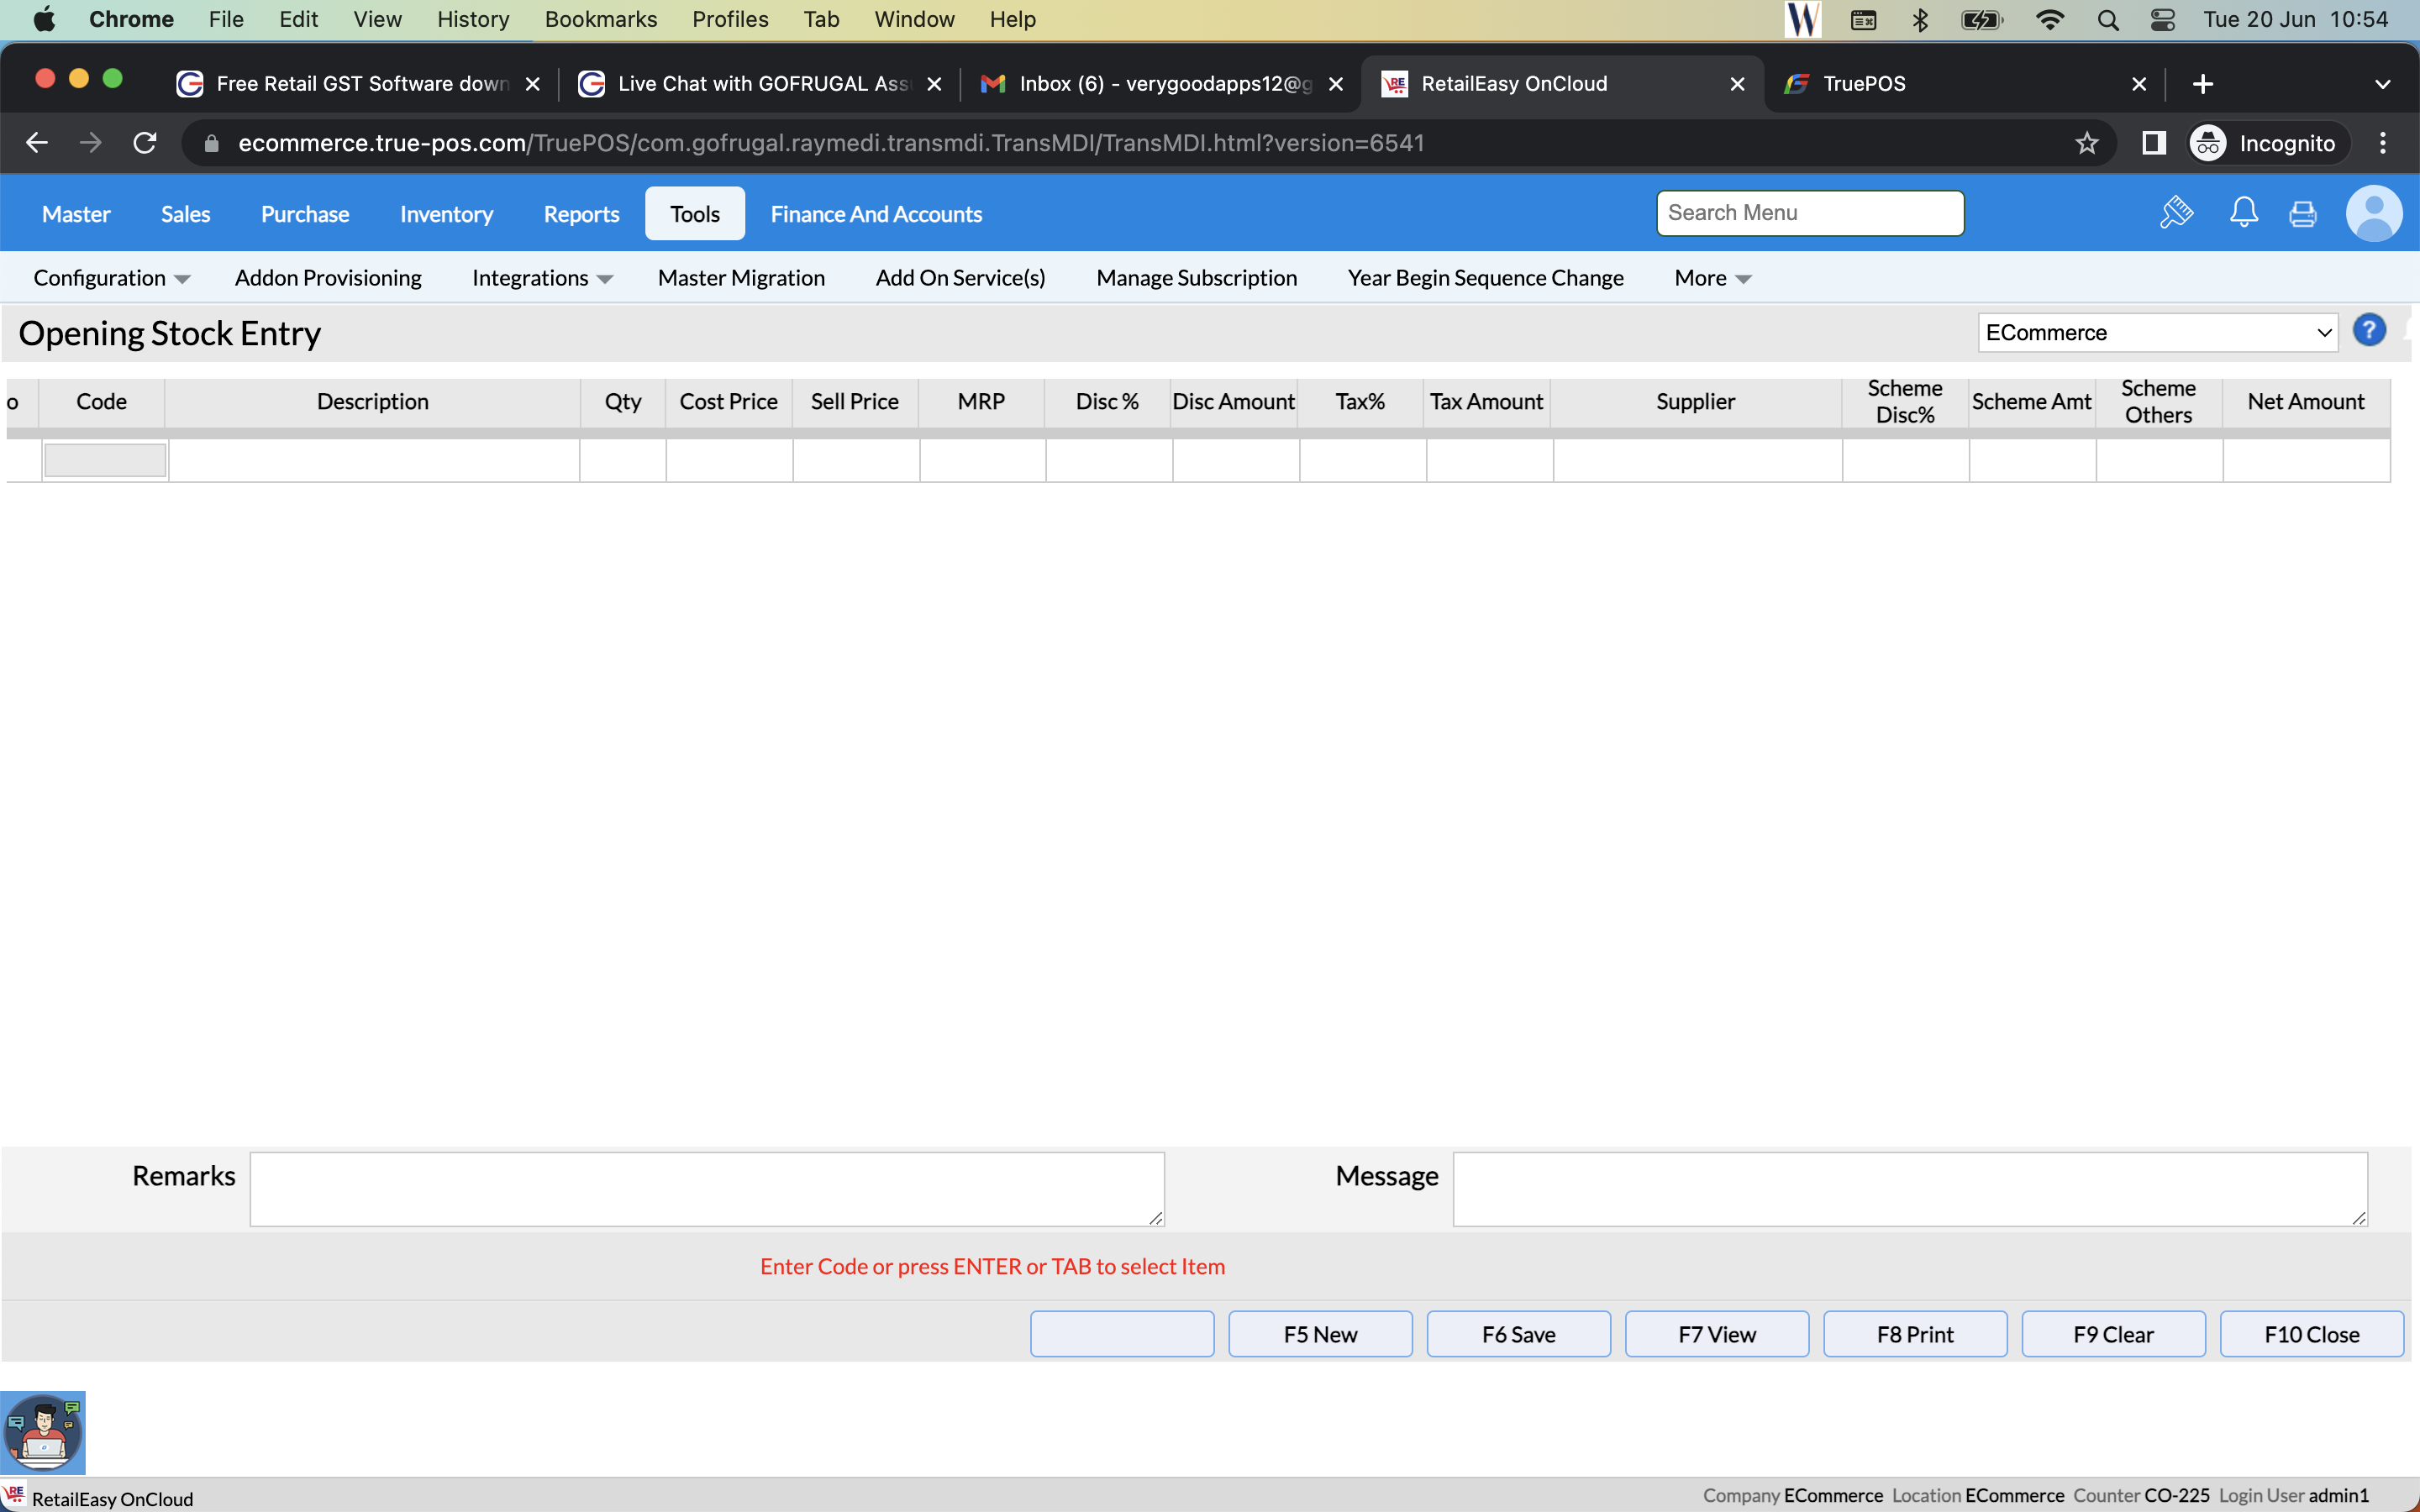 Chrome File Edit View History Bookmarks Profiles Tab Window Help Tue 20 Jun 10:54
Free Retail GST Software down Live Chat with GOFRUGAL Ass Inbox (6) - verygoodapps12@g RetailEasy OnCloud TruePOS
ecommerce.true-pos.com/TruePOS/com.gofrugal.raymedi.transmdi.TransMDI/TransMDI.html?version=6541 Incognito
Master Sales Purchase Inventory Reports Tools Finance And Accounts Search Menu
Configuration Addon Provisioning Integrations Master Migration Add On Service(s) Manage Subscription Year Begin Sequence Change More
Opening Stock Entry ECommerce ?
o Code Description Qty Cost Price Sell Price MRP Disc % Disc Amount Tax% Tax Amount Supplier Scheme Disc% Scheme Amt Scheme Others Net Amount
Remarks Message
Enter Code or press ENTER or TAB to select Item
F5 New F6 Save F7 View F8 Print F9 Clear F10 Close
RE RetailEasy OnCloud Company ECommerce Location ECommerce Counter CO-225 Login User admin1